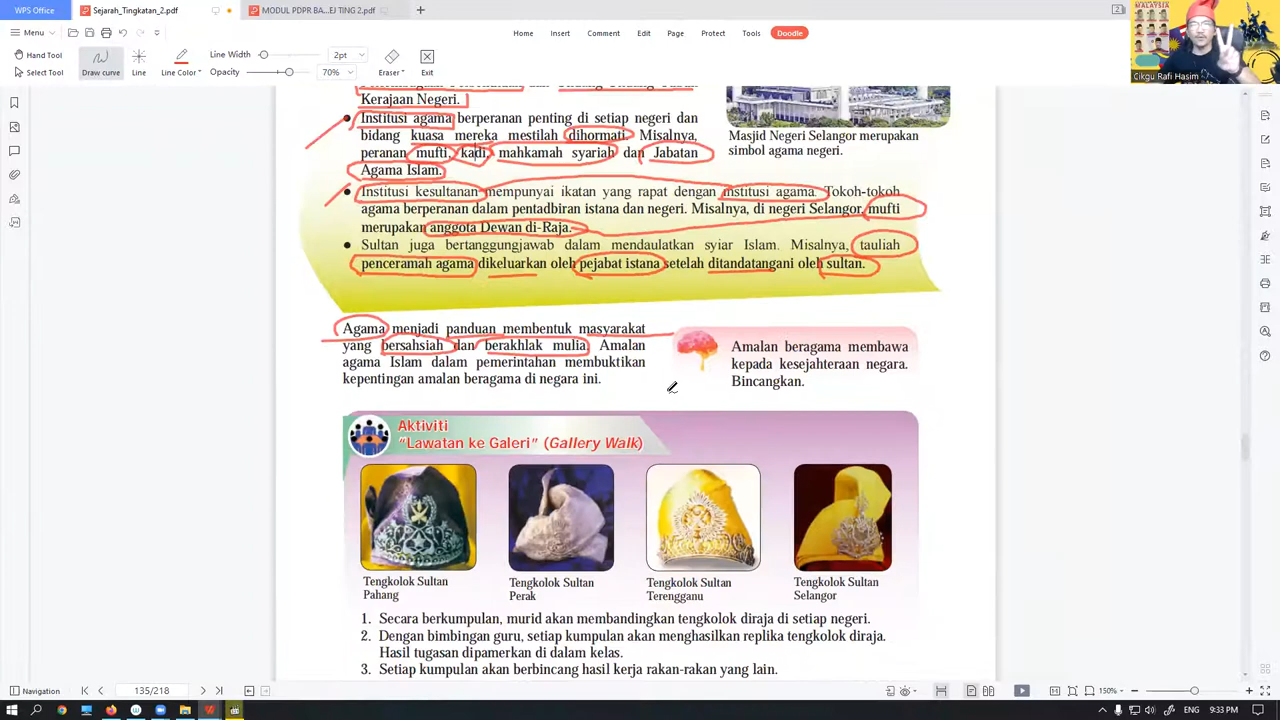 WPS Office
Sejarah_Tingkatan_2.pdf
MODUL PDPR BA...EJ TING 2.pdf
Menu
Home
Insert
Comment
Edit
Page
Protect
Tools
Doodle
Hand Tool
Select Tool
Draw curve
Line
Line Color
Line Width
2pt
Opacity
70%
Eraser
Exit
MALAYSIA
Cikgu Rafi Hasim
Kerajaan Negeri.
• Institusi agama berperanan penting di setiap negeri dan
bidang kuasa mereka mestilah dihormati. Misalnya,
peranan mufti, kadi, mahkamah syariah dan Jabatan
Agama Islam.
Masjid Negeri Selangor merupakan
simbol agama negeri.
• Institusi kesultanan mempunyai ikatan yang rapat dengan institusi agama. Tokoh-tokoh
agama berperanan dalam pentadbiran istana dan negeri. Misalnya, di negeri Selangor, mufti
merupakan anggota Dewan di-Raja.
• Sultan juga bertanggungjawab dalam mendaulatkan syiar Islam. Misalnya, tauliah
penceramah agama dikeluarkan oleh pejabat istana setelah ditandatangani oleh sultan.
Agama menjadi panduan membentuk masyarakat
yang bersahsiah dan berakhlak mulia. Amalan
agama Islam dalam pemerintahan membuktikan
kepentingan amalan beragama di negara ini.
Amalan beragama membawa
kepada kesejahteraan negara.
Bincangkan.
Aktiviti
"Lawatan ke Galeri" (Gallery Walk)
Tengkolok Sultan
Pahang
Tengkolok Sultan
Perak
Tengkolok Sultan
Terengganu
Tengkolok Sultan
Selangor
1. Secara berkumpulan, murid akan membandingkan tengkolok diraja di setiap negeri.
2. Dengan bimbingan guru, setiap kumpulan akan menghasilkan replika tengkolok diraja.
Hasil tugasan dipamerkan di dalam kelas.
3. Setiap kumpulan akan berbincang hasil kerja rakan-rakan yang lain.
Navigation
135/218
150%
9:33 PM